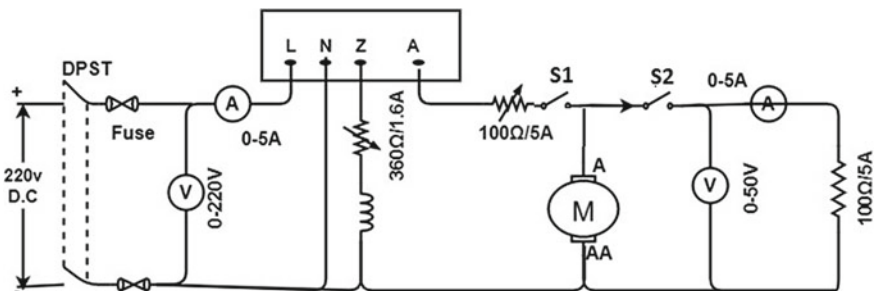 L N Z A
DPST
+
Fuse
A
0-5A
220v
D.C
V
0-220V
360Ω/1.6A
100Ω/5A
S1
S2
0-5A
A
A
M
AA
V
0-50V
100Ω/5A